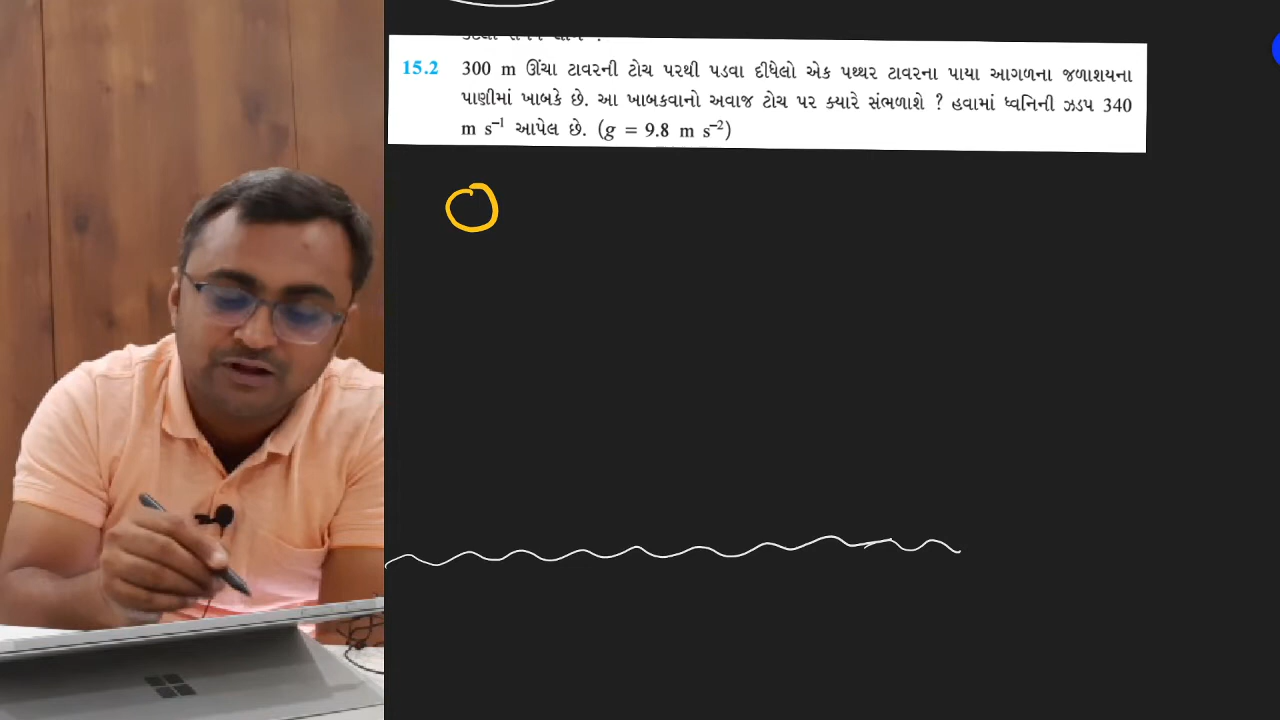 15.2 300 m ઊંચા ટાવરની ટોચ પરથી પડવા દીધેલો એક પથ્થર ટાવરના પાયા આગળના જળાશયના
પાણીમાં ખાબકે છે. આ ખાબકવાનો અવાજ ટોચ પર ક્યારે સંભળાશે ? હવામાં ધ્વનિની ઝડપ 340
m s⁻¹ આપેલ છે. (g = 9.8 m s⁻²)